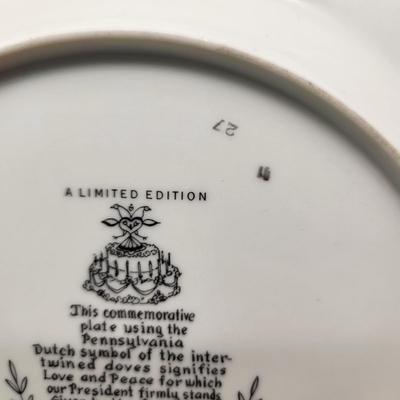 27
A LIMITED EDITION
This commemorative
plate using the
Pennsylvania
Dutch symbol of the inter-
twined doves signifies
Love and Peace for which
our President firmly stands